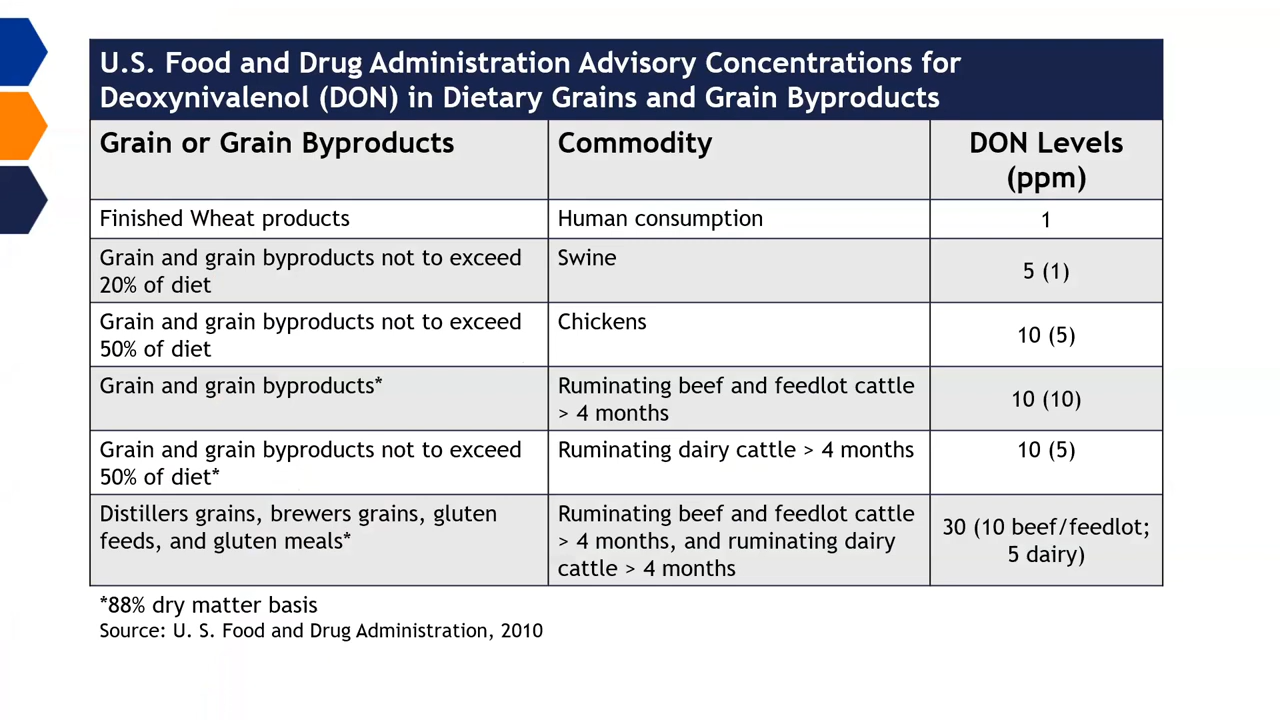 U.S. Food and Drug Administration Advisory Concentrations for
Deoxynivalenol (DON) in Dietary Grains and Grain Byproducts
Grain or Grain Byproducts
Commodity
DON Levels
(ppm)
Finished Wheat products
Human consumption
1
Grain and grain byproducts not to exceed
20% of diet
Swine
5 (1)
Grain and grain byproducts not to exceed
50% of diet
Chickens
10 (5)
Grain and grain byproducts*
Ruminating beef and feedlot cattle
> 4 months
10 (10)
Grain and grain byproducts not to exceed
50% of diet*
Ruminating dairy cattle > 4 months
10 (5)
Distillers grains, brewers grains, gluten
feeds, and gluten meals*
Ruminating beef and feedlot cattle
> 4 months, and ruminating dairy
cattle > 4 months
30 (10 beef/feedlot;
5 dairy)
*88% dry matter basis
Source: U. S. Food and Drug Administration, 2010